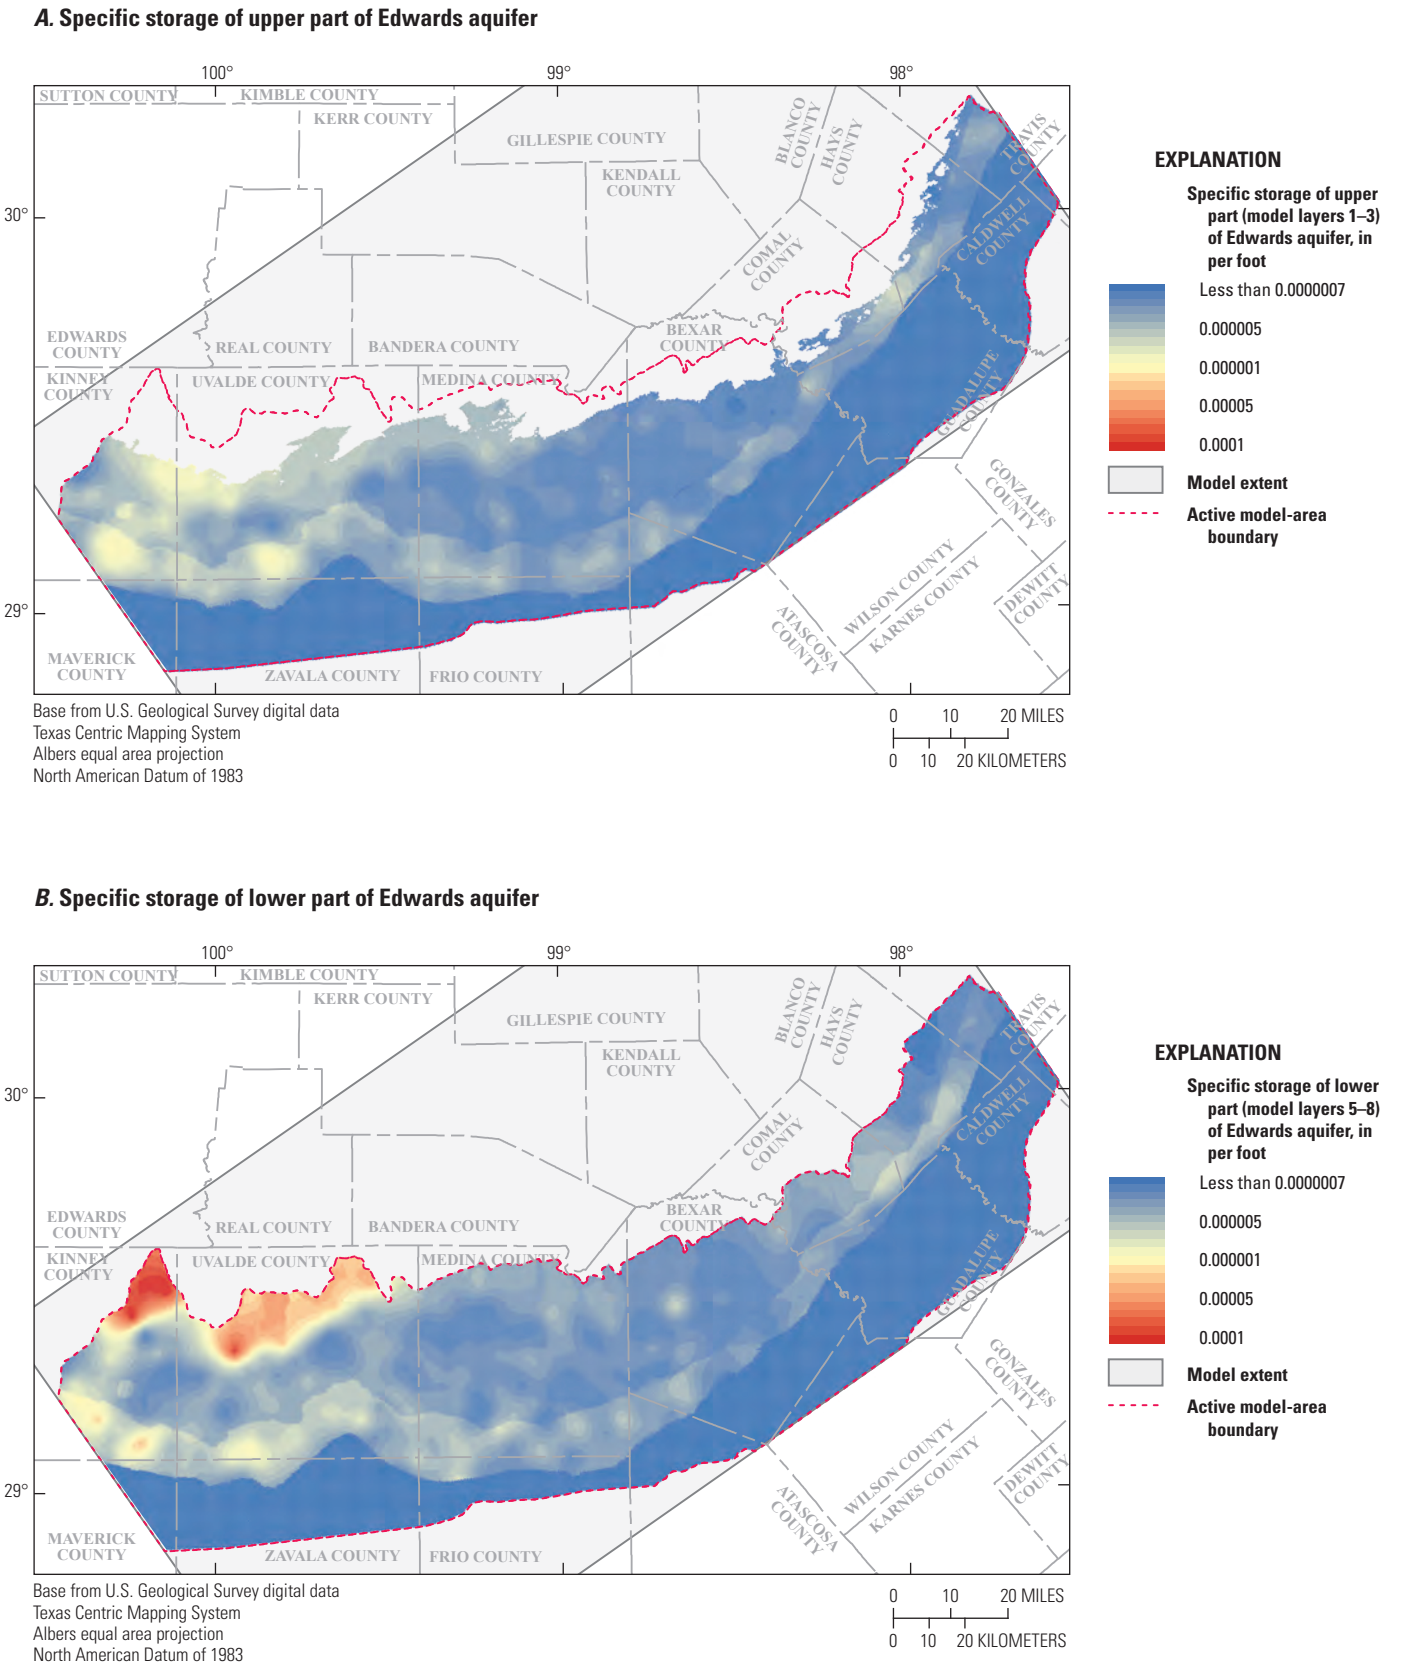 A. Specific storage of upper part of Edwards aquifer
100°
99°
98°
30°
29°
SUTTON COUNTY
KIMBLE COUNTY
KERR COUNTY
GILLESPIE COUNTY
KENDALL
COUNTY
BLANCO
COUNTY
HAYS
COUNTY
TRAVIS
COUNTY
COMAL
COUNTY
CALDWELL
COUNTY
EDWARDS
COUNTY
REAL COUNTY
BANDERA COUNTY
BEXAR
COUNTY
KINNEY
COUNTY
UVALDE COUNTY
MEDINA COUNTY
GUADALUPE
COUNTY
GONZALES
COUNTY
WILSON COUNTY
KARNES COUNTY
DEWITT
COUNTY
ATASCOSA
COUNTY
MAVERICK
COUNTY
ZAVALA COUNTY
FRIO COUNTY
Base from U.S. Geological Survey digital data
Texas Centric Mapping System
Albers equal area projection
North American Datum of 1983
0 10 20 MILES
0 10 20 KILOMETERS
EXPLANATION
Specific storage of upper
part (model layers 1–3)
of Edwards aquifer, in
per foot
Less than 0.0000007
0.000005
0.000001
0.00005
0.0001
Model extent
Active model-area
boundary
B. Specific storage of lower part of Edwards aquifer
100°
99°
98°
30°
29°
SUTTON COUNTY
KIMBLE COUNTY
KERR COUNTY
GILLESPIE COUNTY
KENDALL
COUNTY
BLANCO
COUNTY
HAYS
COUNTY
TRAVIS
COUNTY
COMAL
COUNTY
CALDWELL
COUNTY
EDWARDS
COUNTY
REAL COUNTY
BANDERA COUNTY
BEXAR
COUNTY
KINNEY
COUNTY
UVALDE COUNTY
MEDINA COUNTY
GUADALUPE
COUNTY
GONZALES
COUNTY
WILSON COUNTY
KARNES COUNTY
DEWITT
COUNTY
ATASCOSA
COUNTY
MAVERICK
COUNTY
ZAVALA COUNTY
FRIO COUNTY
Base from U.S. Geological Survey digital data
Texas Centric Mapping System
Albers equal area projection
North American Datum of 1983
0 10 20 MILES
0 10 20 KILOMETERS
EXPLANATION
Specific storage of lower
part (model layers 5–8)
of Edwards aquifer, in
per foot
Less than 0.0000007
0.000005
0.000001
0.00005
0.0001
Model extent
Active model-area
boundary